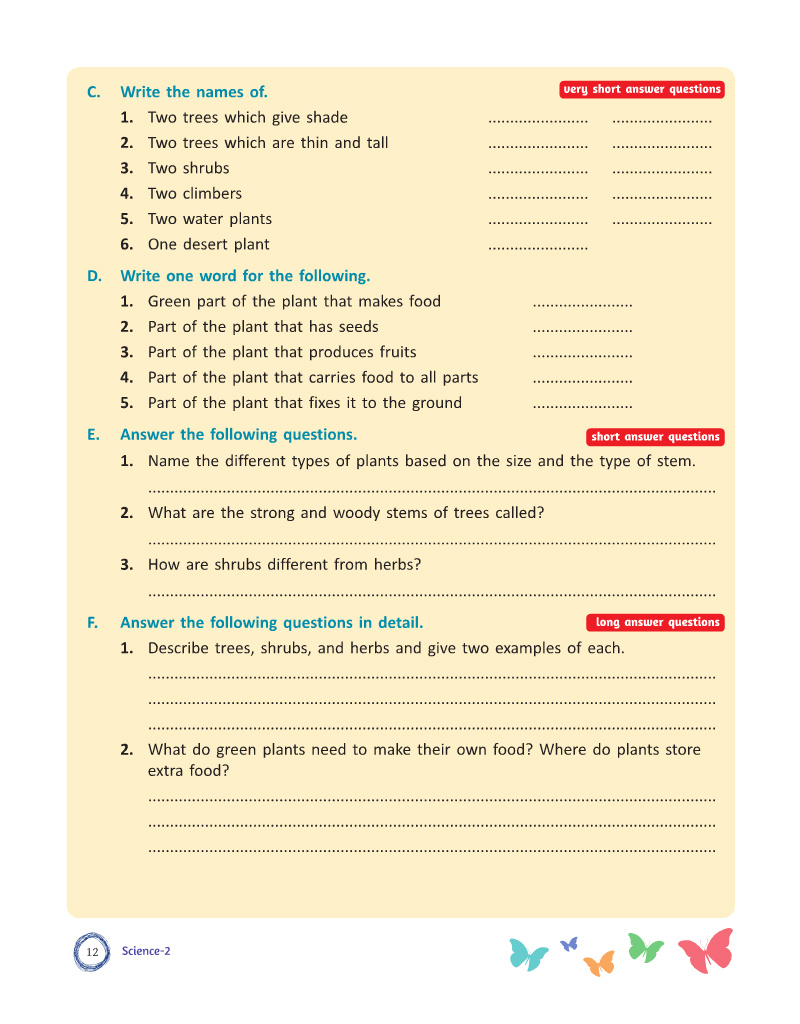 C. Write the names of. very short answer questions
1. Two trees which give shade ....................... .......................
2. Two trees which are thin and tall ....................... .......................
3. Two shrubs ....................... .......................
4. Two climbers ....................... .......................
5. Two water plants ....................... .......................
6. One desert plant .......................
D. Write one word for the following.
1. Green part of the plant that makes food .......................
2. Part of the plant that has seeds .......................
3. Part of the plant that produces fruits .......................
4. Part of the plant that carries food to all parts .......................
5. Part of the plant that fixes it to the ground .......................
E. Answer the following questions. short answer questions
1. Name the different types of plants based on the size and the type of stem.
..................................................................................................................................
2. What are the strong and woody stems of trees called?
..................................................................................................................................
3. How are shrubs different from herbs?
..................................................................................................................................
F. Answer the following questions in detail. long answer questions
1. Describe trees, shrubs, and herbs and give two examples of each.
..................................................................................................................................
..................................................................................................................................
..................................................................................................................................
2. What do green plants need to make their own food? Where do plants store
extra food?
..................................................................................................................................
..................................................................................................................................
..................................................................................................................................
12 Science-2